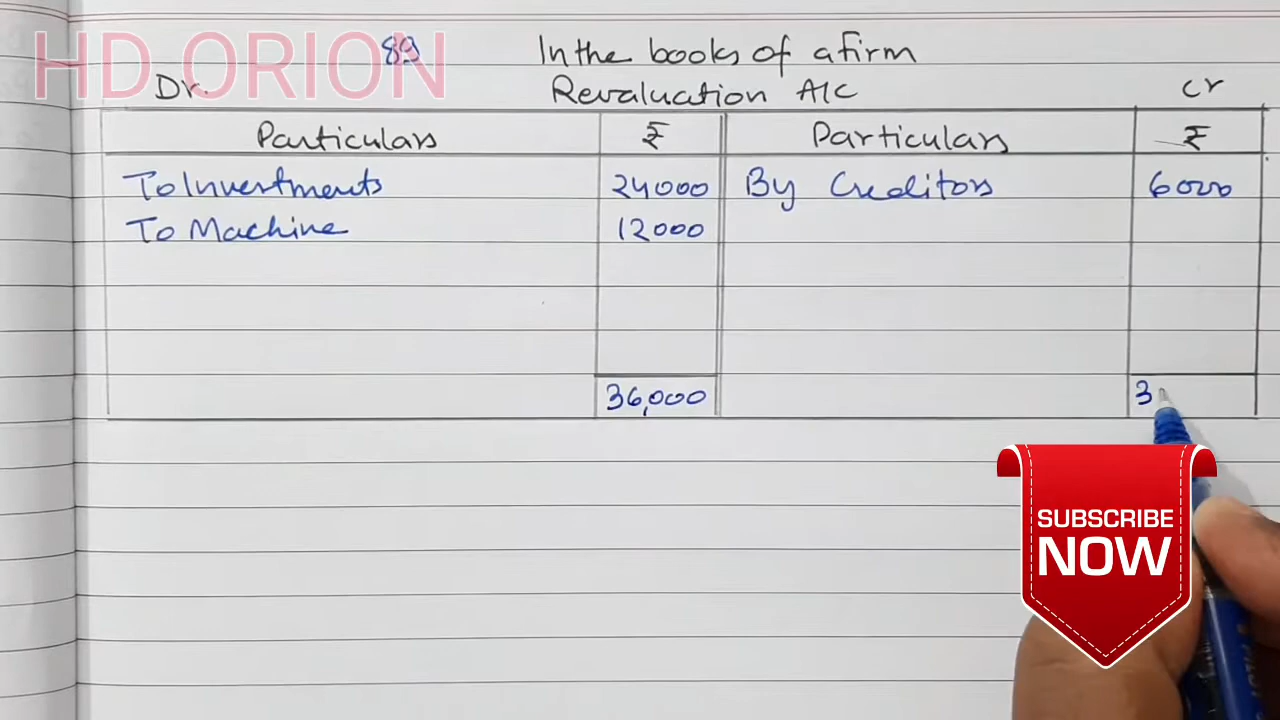 HD ORION
89 In the books of a firm
Dr. Revaluation A/C Cr
Particulars ₹ Particulars ₹
To Investments 24000 By Creditors 6000
To Machine 12000
36,000 3
SUBSCRIBE
NOW